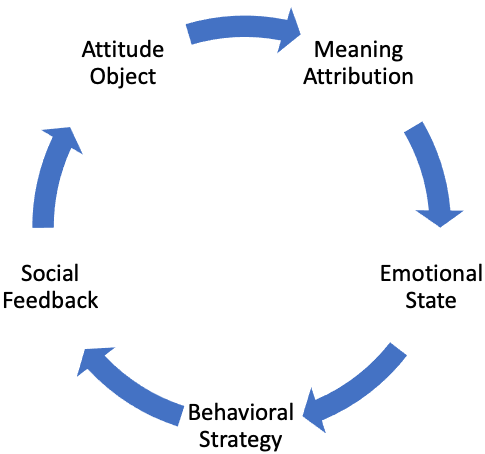 Attitude
Object
Meaning
Attribution
Emotional
State
Behavioral
Strategy
Social
Feedback